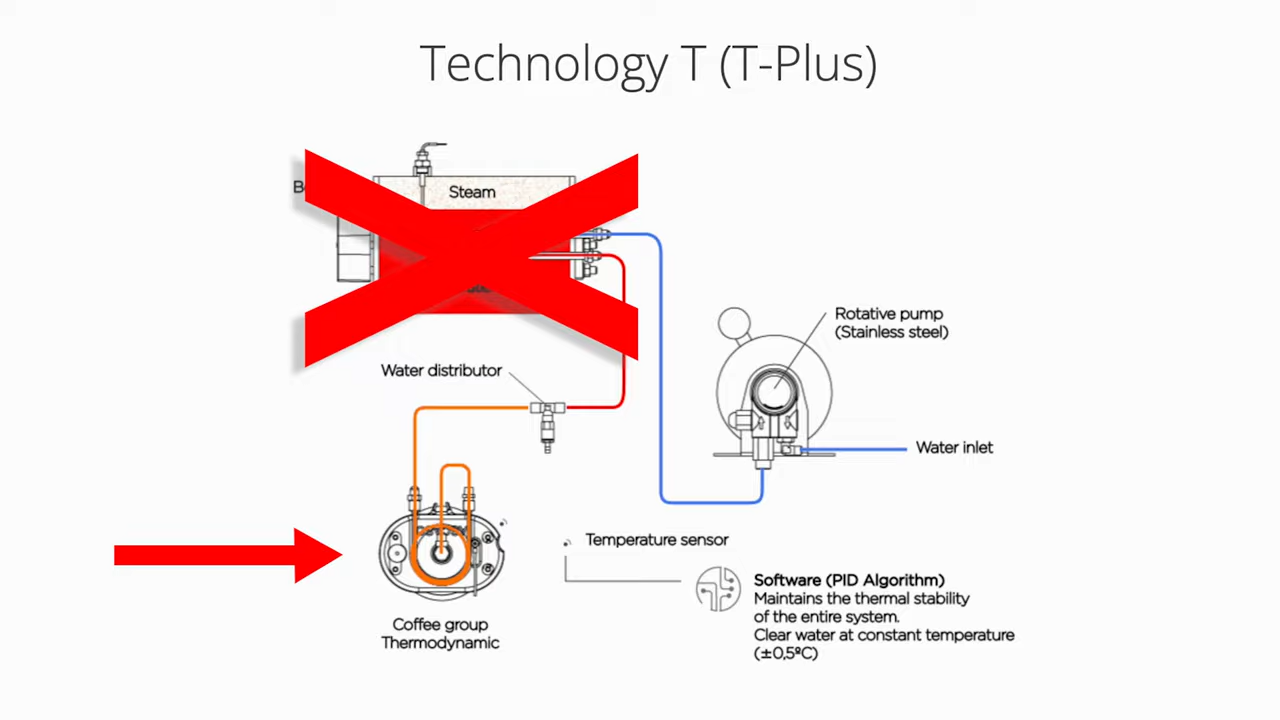 Technology T (T-Plus)
Steam
Rotative pump
(Stainless steel)
Water distributor
Water inlet
Temperature sensor
Software (PID Algorithm)
Maintains the thermal stability
of the entire system.
Clear water at constant temperature
(±0,5ºC)
Coffee group
Thermodynamic